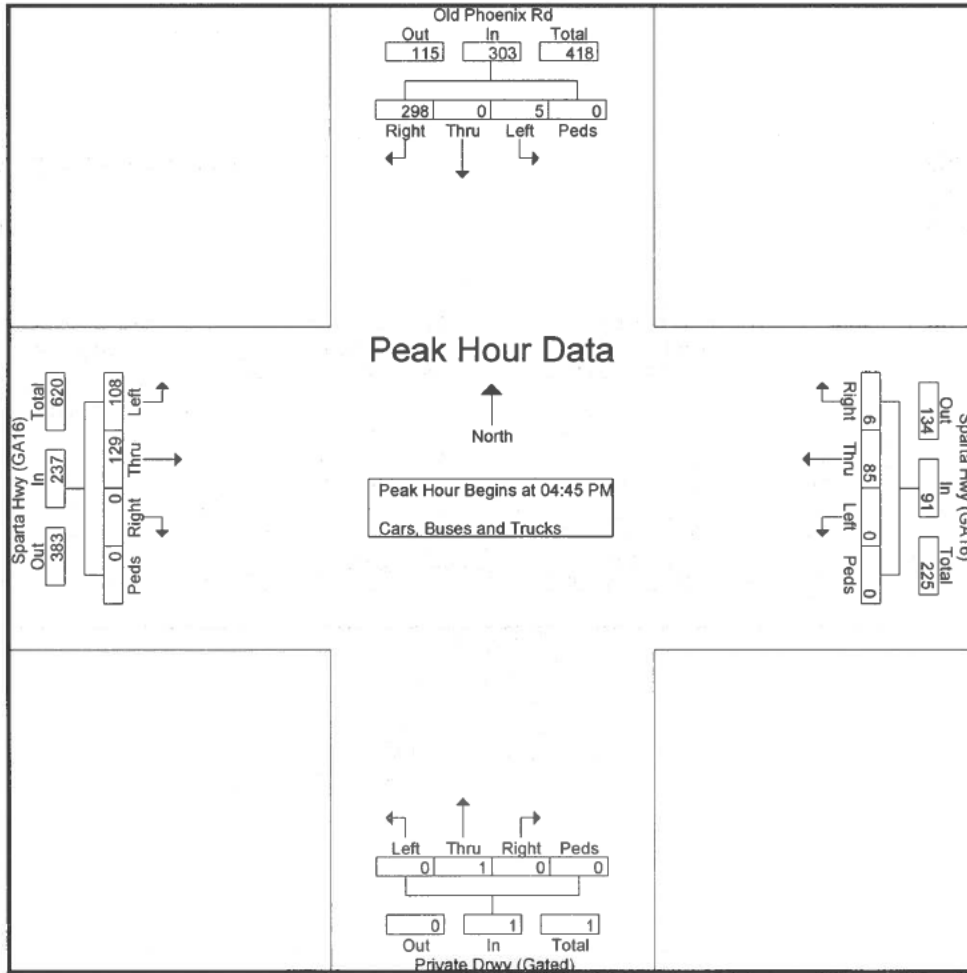 Old Phoenix Rd
Out In Total
115 303 418
298 0 5 0
Right Thru Left Peds
Peak Hour Data
North
Peak Hour Begins at 04:45 PM
Cars, Buses and Trucks
Sparta Hwy (GA16)
Total In Out
620 237 383
108 129 0 0
Left Thru Right Peds
Right Thru Left Peds
6 85 0 0
Out In Total
134 91 225
Sparta Hwy (GA16)
Left Thru Right Peds
0 1 0 0
0 1 1
Out In Total
Private Drwy (Gated)